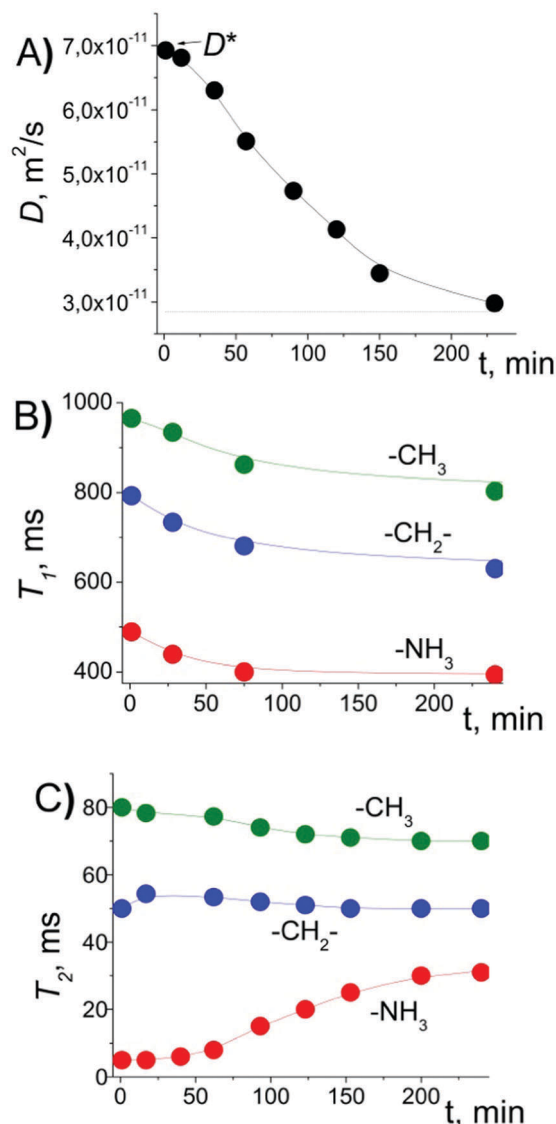 A)
D*
7,0x10⁻¹¹
6,0x10⁻¹¹
5,0x10⁻¹¹
4,0x10⁻¹¹
3,0x10⁻¹¹
D, m²/s
0 50 100 150 200
t, min
B)
1000
800
600
400
T₁, ms
-CH₃
-CH₂-
-NH₃
0 50 100 150 200
t, min
C)
80
60
40
20
0
T₂, ms
-CH₃
-CH₂-
-NH₃
0 50 100 150 200
t, min